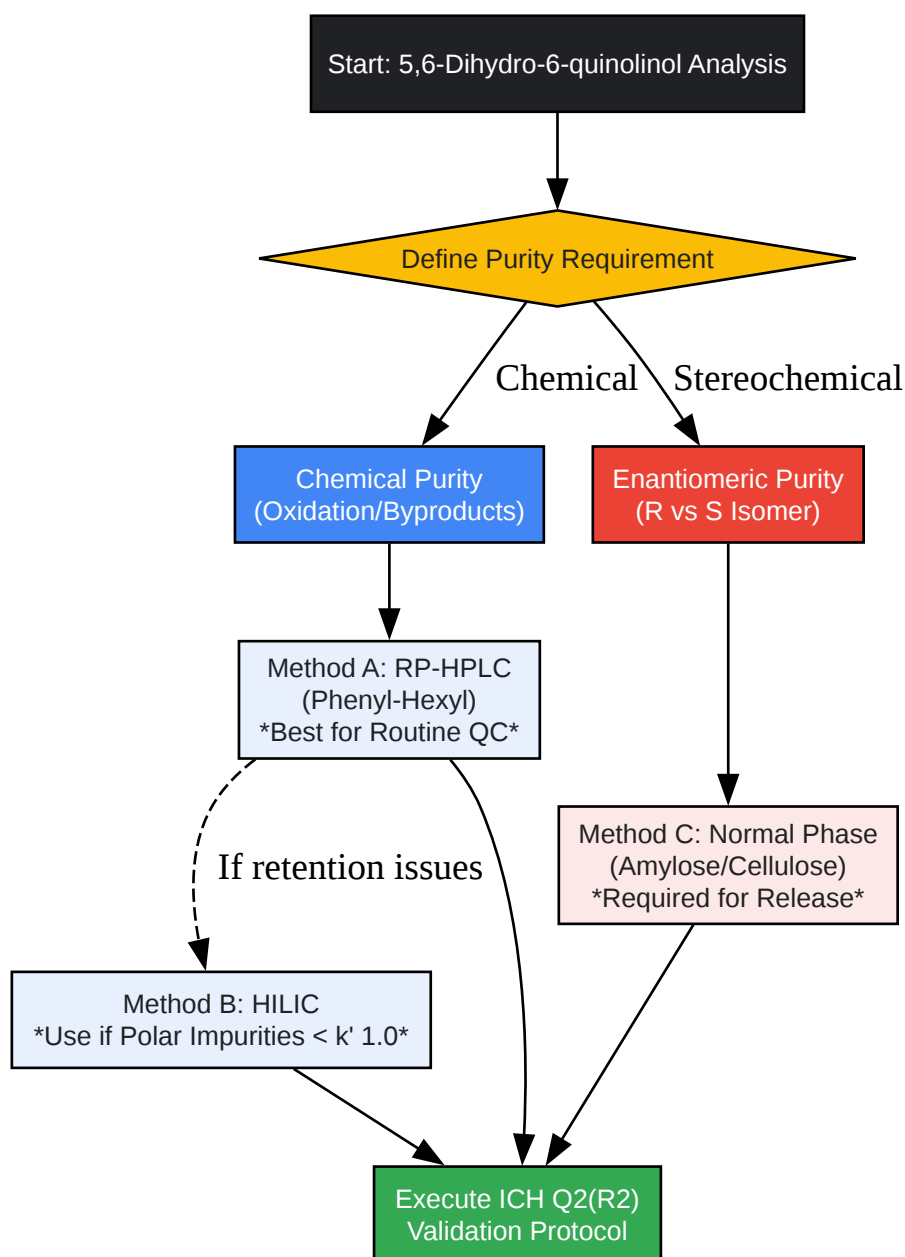 Start: 5,6-Dihydro-6-quinolinol Analysis
Define Purity Requirement
Chemical
Stereochemical
Chemical Purity
(Oxidation/Byproducts)
Enantiomeric Purity
(R vs S Isomer)
Method A: RP-HPLC
(Phenyl-Hexyl)
*Best for Routine QC*
Method C: Normal Phase
(Amylose/Cellulose)
*Required for Release*
If retention issues
Method B: HILIC
*Use if Polar Impurities < k' 1.0*
Execute ICH Q2(R2)
Validation Protocol